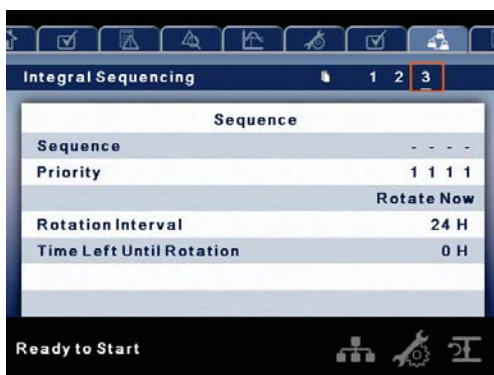 Integral Sequencing 1 2 3
Sequence
Sequence - - - -
Priority 1 1 1 1
Rotate Now
Rotation Interval 24 H
Time Left Until Rotation 0 H
Ready to Start